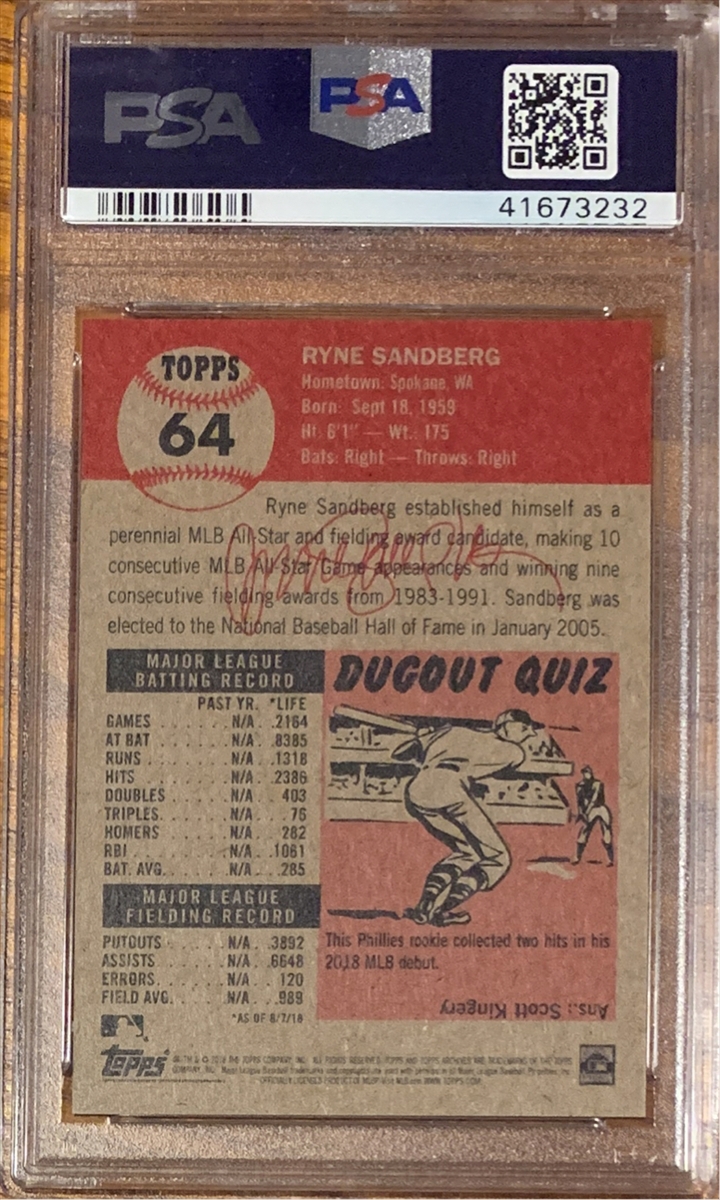 PSA PSA
41673232
TOPPS
64
RYNE SANDBERG
Hometown: Spokane, WA
Born: Sept 18, 1959
Ht: 6'1" — Wt.: 175
Bats: Right — Throws: Right
Ryne Sandberg established himself as a
perennial MLB All-Star and fielding award candidate, making 10
consecutive MLB All-Star Game appearances and winning nine
consecutive fielding awards from 1983-1991. Sandberg was
elected to the National Baseball Hall of Fame in January 2005.
MAJOR LEAGUE
BATTING RECORD
PAST YR. *LIFE
GAMES ......N/A ..2164
AT BAT ......N/A ..8385
RUNS ......N/A ..1318
HITS ......N/A ..2386
DOUBLES ......N/A ..403
TRIPLES ......N/A ..76
HOMERS ......N/A ..282
RBI ......N/A ..1061
BAT. AVG. ......N/A ...285
MAJOR LEAGUE
FIELDING RECORD
PUTOUTS ......N/A ..3892
ASSISTS ......N/A ..6648
ERRORS ......N/A ..120
FIELD AVG. ......N/A ...989
*AS OF 8/7/18
DUGOUT QUIZ
This Phillies rookie collected two hits in his
2018 MLB debut.
Ans.: Scott Kingery
Topps